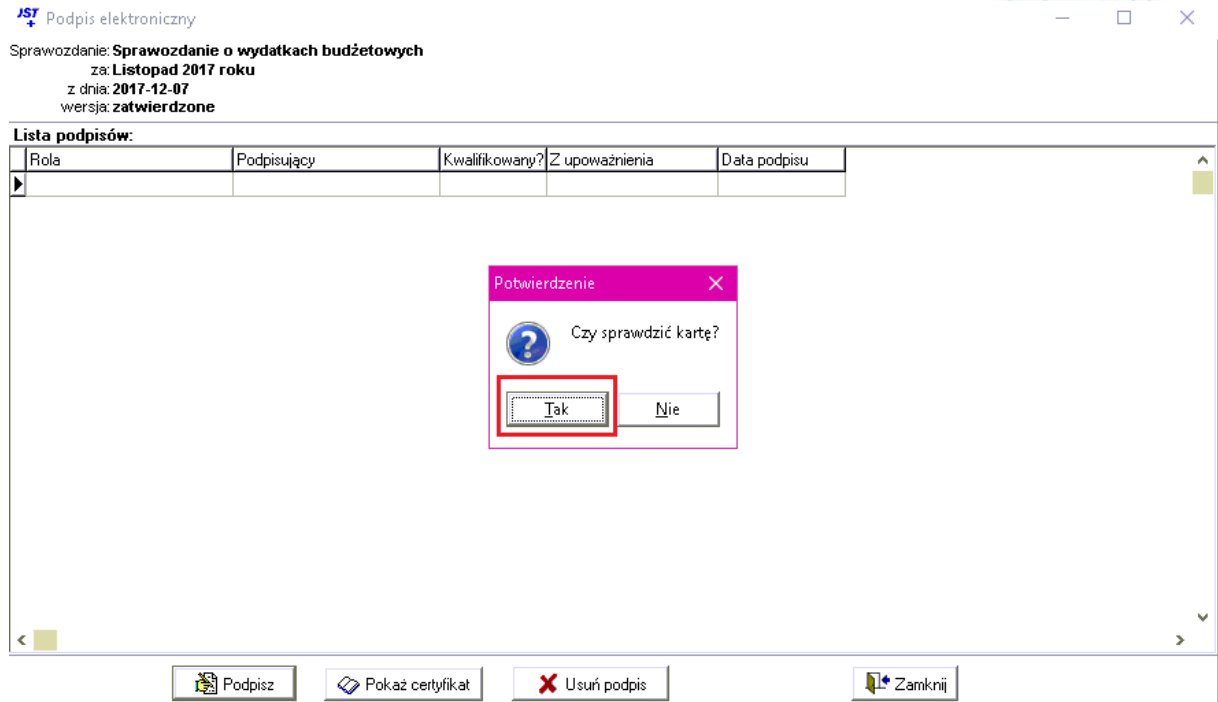 JST
+
Podpis elektroniczny
Sprawozdanie: Sprawozdanie o wydatkach budżetowych
za: Listopad 2017 roku
z dnia: 2017-12-07
wersja: zatwierdzone
Lista podpisów:
Rola Podpisujący Kwalifikowany? Z upoważnienia Data podpisu
Potwierdzenie
Czy sprawdzić kartę?
Tak Nie
Podpisz Pokaż certyfikat Usuń podpis Zamknij